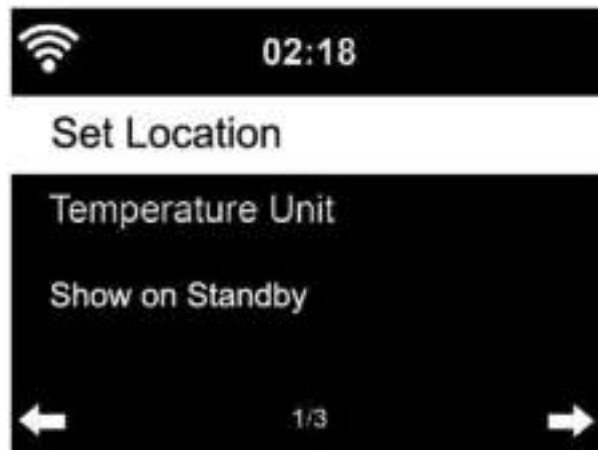 02:18
Set Location
Temperature Unit
Show on Standby
1/3